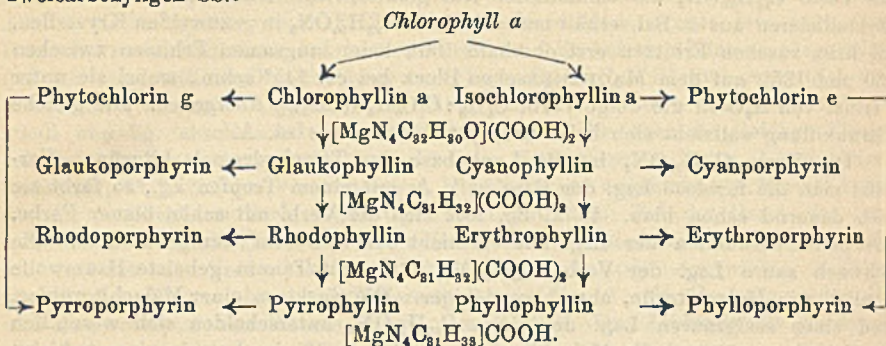 Chlorophyll a
Phytochlorin g ← Chlorophyllin a Isochlorophyllin a → Phytochlorin e
↓ [MgN₄C₃₂H₃₀O](COOH)₂ ↓
Glaukoporphyrin ← Glaukophyllin Cyanophyllin → Cyanporphyrin
↓ [MgN₄C₃₁H₃₂](COOH)₂ ↓
Rhodoporphyrin ← Rhodophyllin Erythrophyllin → Erythroporphyrin
↓ [MgN₄C₃₁H₃₂](COOH)₂ ↓
Pyrroporphyrin ← Pyrrophyllin Phyllophyllin → Phylloporphyrin
[MgN₄C₃₁H₃₃]COOH.